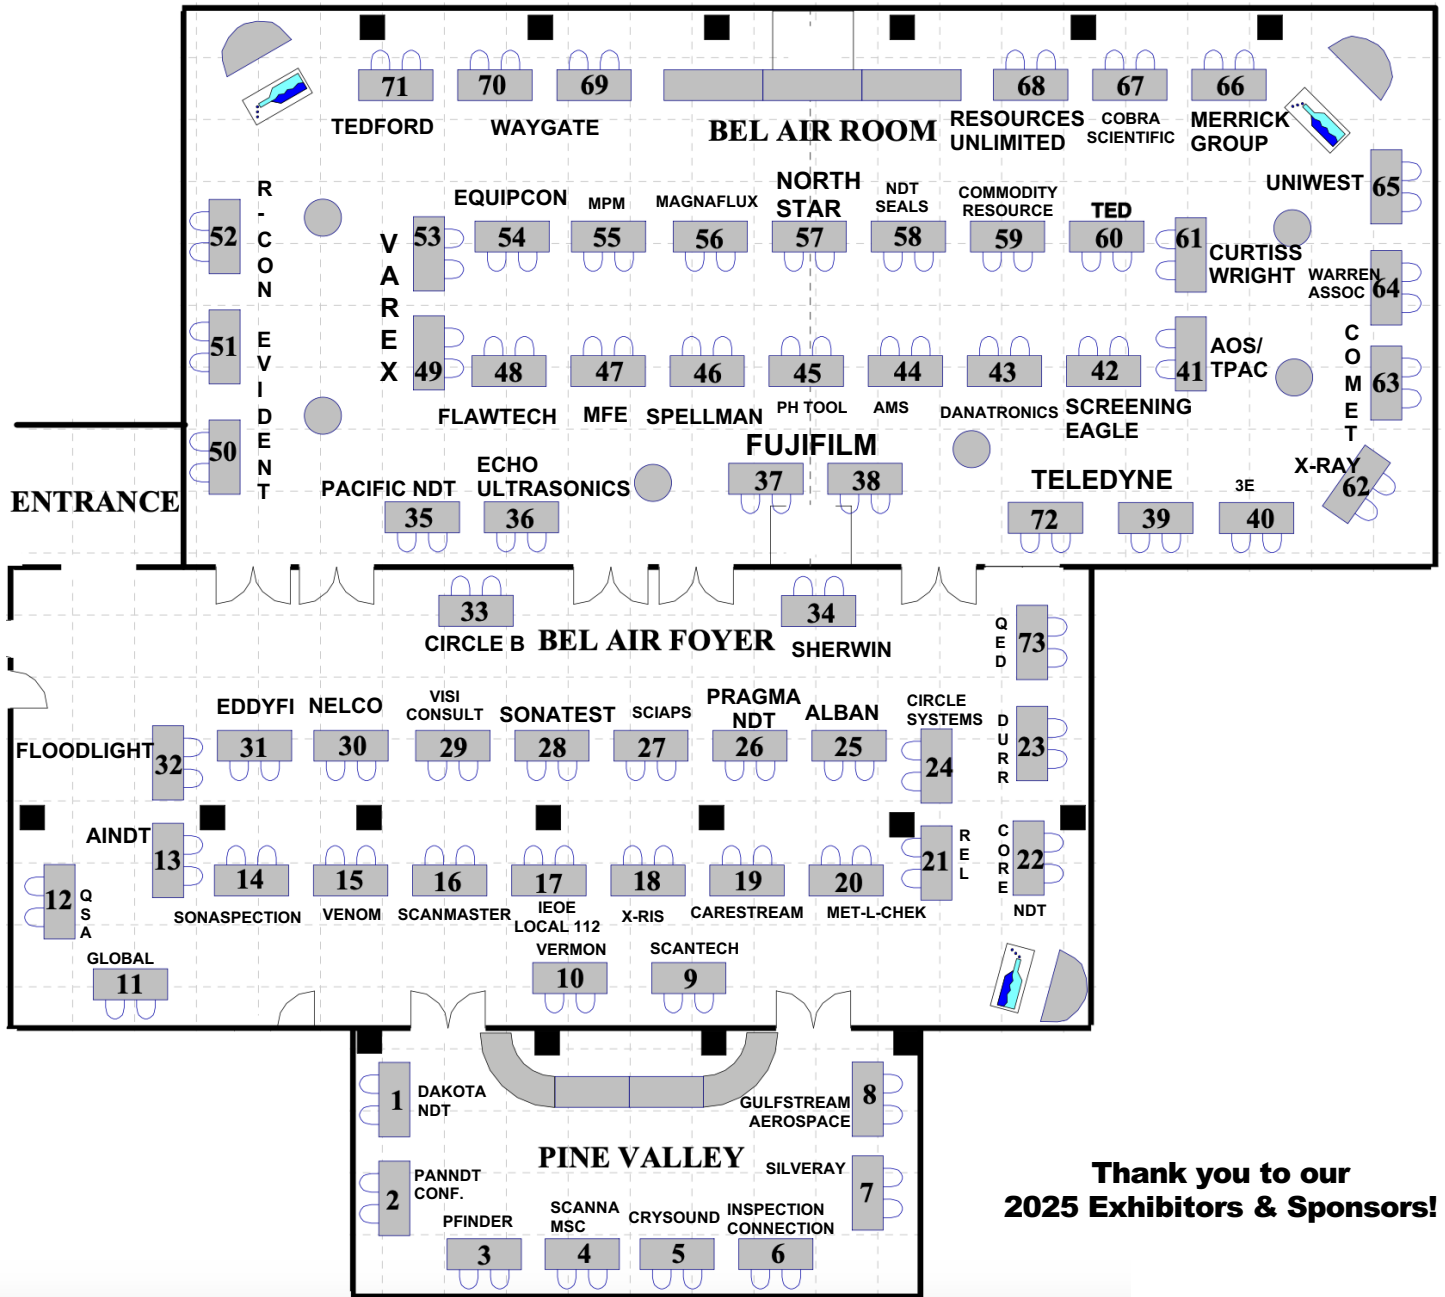 71
70
69
68
67
66
TEDFORD
WAYGATE
BEL AIR ROOM
RESOURCES
UNLIMITED
COBRA
SCIENTIFIC
MERRICK
GROUP
UNIWEST
65
R-CON
52
VAREX
53
EQUIPCON
54
MPM
55
MAGNAFLUX
56
NORTH
STAR
57
NDT
SEALS
58
COMMODITY
RESOURCE
59
TED
60
61
CURTISS
WRIGHT
WARREN
ASSOC
64
51
EVIDENT
49
48
47
46
45
44
43
42
41
AOS/
TPAC
COMET
63
FLAWTECH
MFE
SPELLMAN
PH TOOL
AMS
DANATRONICS
SCREENING
EAGLE
50
FUJIFILM
37
38
X-RAY
62
ENTRANCE
PACIFIC NDT
35
ECHO
ULTRASONICS
36
TELEDYNE
72
39
3E
40
33
CIRCLE B
BEL AIR FOYER
34
SHERWIN
QED
73
FLOODLIGHT
32
EDDYFI
31
NELCO
30
VISI
CONSULT
29
SONATEST
28
SCIAPS
27
PRAGMA
NDT
26
ALBAN
25
CIRCLE
SYSTEMS
24
DURR
23
AINDT
13
14
15
16
17
18
19
20
21
REL
CORE
22
NDT
12
QSA
SONASPECTION
VENOM
SCANMASTER
IEOE
LOCAL 112
X-RIS
CARESTREAM
MET-L-CHEK
GLOBAL
11
VERMON
10
SCANTECH
9
1
DAKOTA
NDT
GULFSTREAM
AEROSPACE
8
PINE VALLEY
2
PANNDT
CONF.
SILVERAY
7
PFINDER
3
SCANNA
MSC
4
CRYSOUND
5
INSPECTION
CONNECTION
6
Thank you to our
2025 Exhibitors & Sponsors!